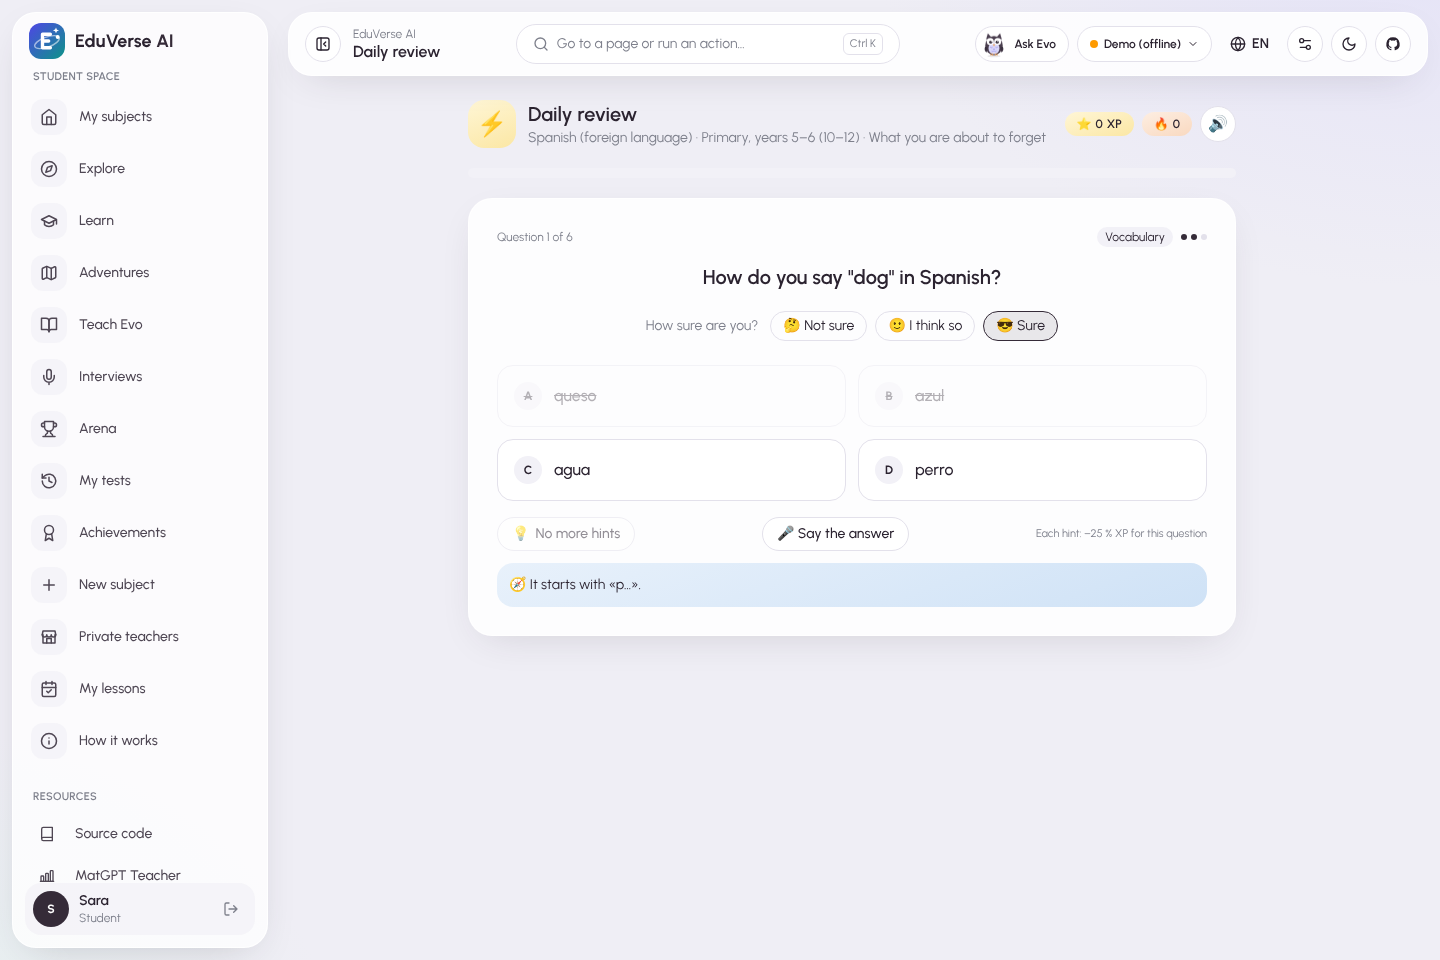 EduVerse AI
STUDENT SPACE
My subjects
Explore
Learn
Adventures
Teach Evo
Interviews
Arena
My tests
Achievements
New subject
Private teachers
My lessons
How it works
RESOURCES
Source code
MatGPT Teacher
S
Sara
Student
EduVerse AI
Daily review
Go to a page or run an action...
Ctrl K
Ask Evo
Demo (offline)
EN
Daily review
Spanish (foreign language) · Primary, years 5–6 (10–12) · What you are about to forget
0 XP
0
Question 1 of 6
Vocabulary
How do you say "dog" in Spanish?
How sure are you?
Not sure
I think so
Sure
A queso
B azul
C agua
D perro
No more hints
Say the answer
Each hint: −25 % XP for this question
It starts with «p…».